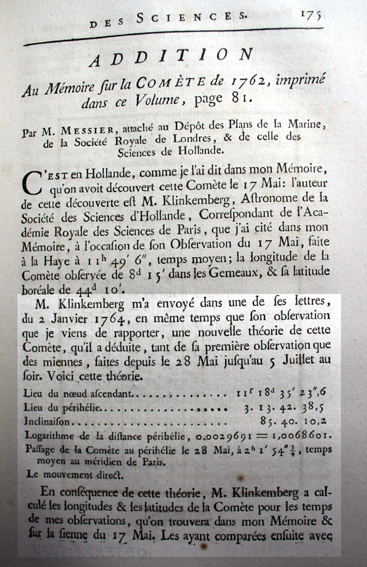 DES SCIENCES. 175
ADDITION
Au Mémoire sur la COMÈTE de 1762, imprimé
dans ce Volume, page 81.
Par M. MESSIER, attaché au Dépôt des Plans de la Marine,
de la Société Royale de Londres, & de celle des
Sciences de Hollande.
C'EST en Hollande, comme je l'ai dit dans mon Mémoire,
qu'on avoit découvert cette Comète le 17 Mai: l'auteur
de cette découverte est M. Klinkemberg, Astronome de la
Société des Sciences d'Hollande, Correspondant de l'Aca-
démie Royale des Sciences de Paris, que j'ai cité dans mon
Mémoire, à l'occasion de son Observation du 17 Mai, faite
à la Haye à 11h 49' 6", temps moyen; la longitude de la
Comète observée de 8d 15' dans les Gemeaux, & sa latitude
boréale de 44d 10'.
M. Klinkemberg m'a envoyé dans une de ses lettres,
du 2 Janvier 1764, en même temps que son observation
que je viens de rapporter, une nouvelle théorie de cette
Comète, qu'il a déduite, tant de sa première observation que
des miennes, faites depuis le 28 Mai jusqu'au 5 Juillet au
soir. Voici cette théorie.
Lieu du nœud ascendant.............. 11f 18d 35' 23",6
Lieu du périhélie................. 3. 13. 42. 38,5
Inclinaison...................... 85. 40. 10,2
Logarithme de la distance périhélie, 0,0029691 = 1,0068601.
Passage de la Comète au périhélie le 28 Mai, à 2h 1' 54" ½, temps
moyen au méridien de Paris.
Le mouvement direct.
En conséquence de cette théorie, M. Klinkemberg a cal-
culé les longitudes & les latitudes de la Comète pour les temps
de mes observations, qu'on trouvera dans mon Mémoire &
sur la sienne du 17 Mai. Les ayant comparées ensuite avec